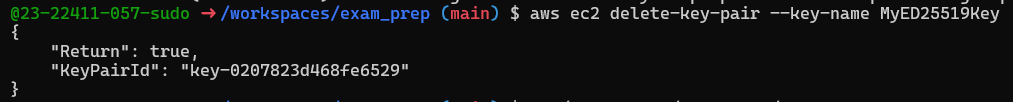 @23-22411-057-sudo ➜ /workspaces/exam_prep (main) $ aws ec2 delete-key-pair --key-name MyED25519Key
{
    "Return": true,
    "KeyPairId": "key-0207823d468fe6529"
}